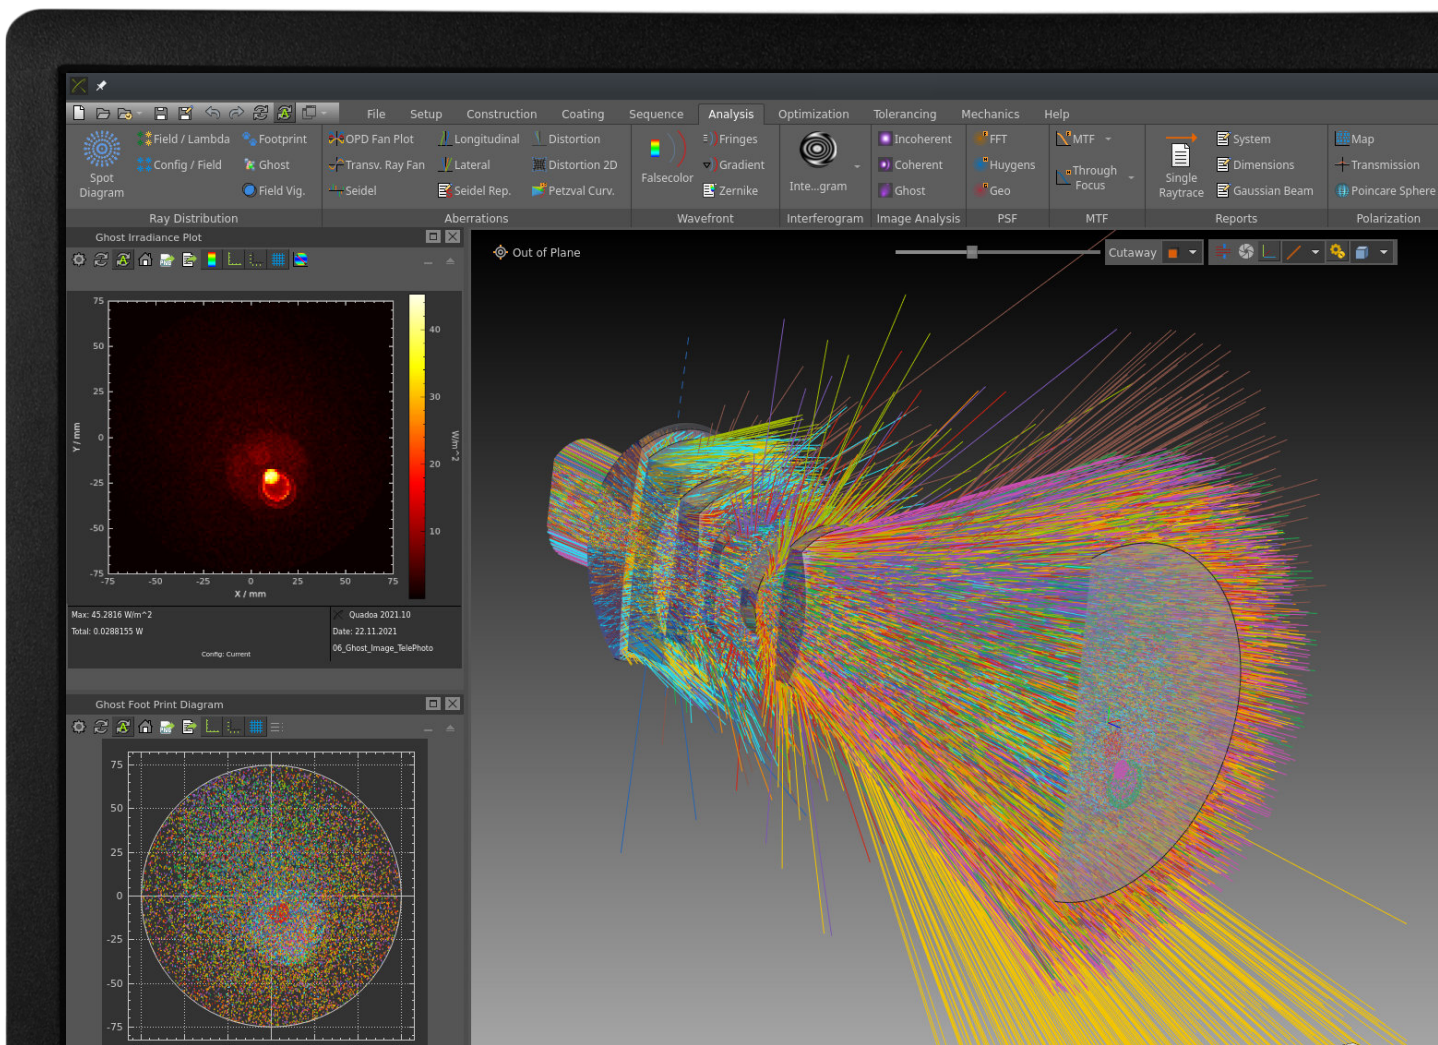 File Setup Construction Coating Sequence Analysis Optimization Tolerancing Mechanics Help
Spot
Diagram
Field / Lambda
Config / Field
Footprint
Ghost
Field Vig.
Ray Distribution
OPD Fan Plot
Transv. Ray Fan
Seidel
Longitudinal
Lateral
Seidel Rep.
Distortion
Distortion 2D
Petzval Curv.
Aberrations
Falsecolor
Fringes
Gradient
Zernike
Wavefront
Inte...gram
Interferogram
Incoherent
Coherent
Ghost
Image Analysis
FFT
Huygens
Geo
PSF
MTF
Through
Focus
MTF
Single
Raytrace
System
Dimensions
Gaussian Beam
Reports
Map
Transmission
Poincare Sphere
Polarization
Ghost Irradiance Plot
75
50
25
0
-25
-50
-75
Y / mm
-75 -50 -25 0 25 50 75
X / mm
40
30
20
10
W/m^2
Max: 45.2816 W/m^2
Total: 0.0288155 W
Config: Current
Quadoa 2021.10
Date: 22.11.2021
06_Ghost_Image_TelePhoto
Ghost Foot Print Diagram
75
50
25
0
-25
-50
-75
Out of Plane
Cutaway